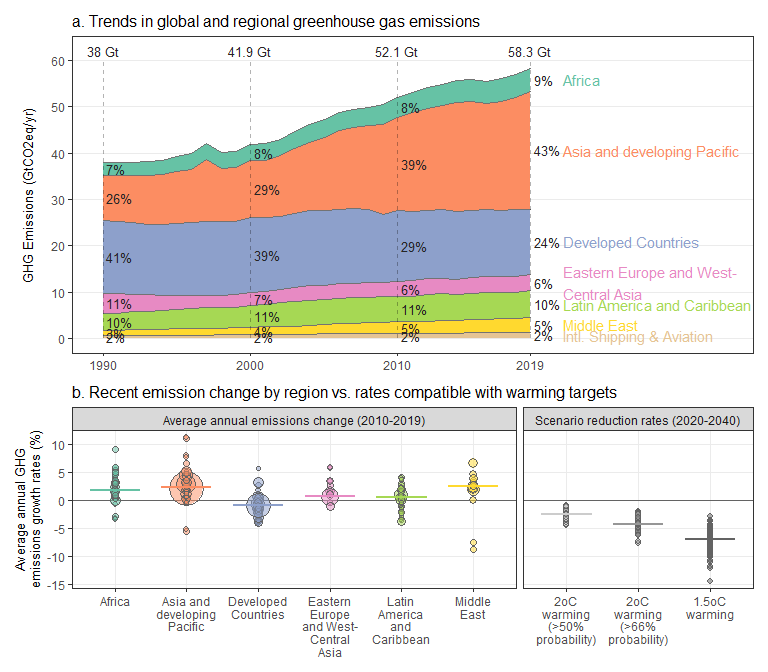 a. Trends in global and regional greenhouse gas emissions
38 Gt
41.9 Gt
52.1 Gt
58.3 Gt
GHG Emissions (GtCO2eq/yr)
60
50
40
30
20
10
0
7%
26%
41%
11%
10%
3%
2%
8%
29%
39%
7%
11%
4%
2%
8%
39%
29%
6%
11%
5%
2%
9% Africa
43% Asia and developing Pacific
24% Developed Countries
6% Eastern Europe and West-
Central Asia
10% Latin America and Caribbean
5% Middle East
2% Intl. Shipping & Aviation
1990
2000
2010
2019
b. Recent emission change by region vs. rates compatible with warming targets
Average annual emissions change (2010-2019)
Scenario reduction rates (2020-2040)
Average annual GHG
emissions growth rates (%)
10
5
0
-5
-10
-15
Africa
Asia and
developing
Pacific
Developed
Countries
Eastern
Europe
and West-
Central
Asia
Latin
America
and
Caribbean
Middle
East
2oC
warming
(>50%
probability)
2oC
warming
(>66%
probability)
1.5oC
warming